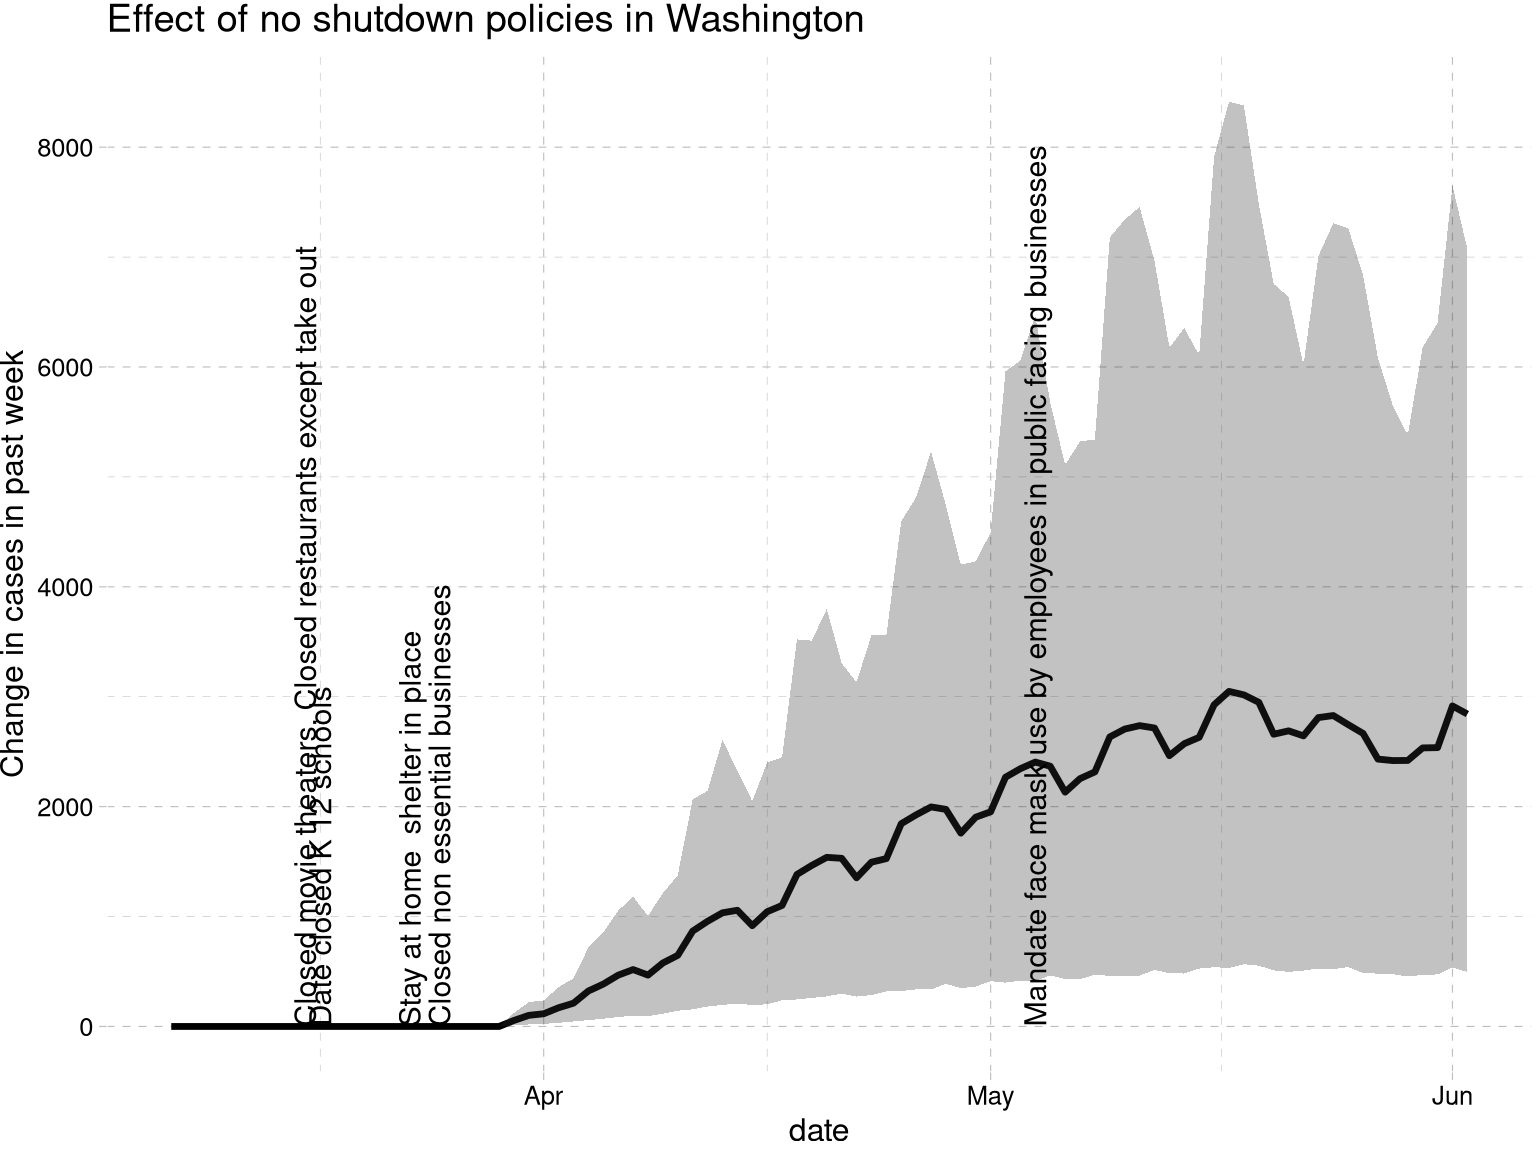 Effect of no shutdown policies in Washington
Change in cases in past week
8000
6000
4000
2000
0
Closed movie theaters, Closed restaurants except take out
Date closed K 12 schools
Stay at home  shelter in place
Closed non essential businesses
Mandate face mask use by employees in public facing businesses
Apr
May
Jun
date